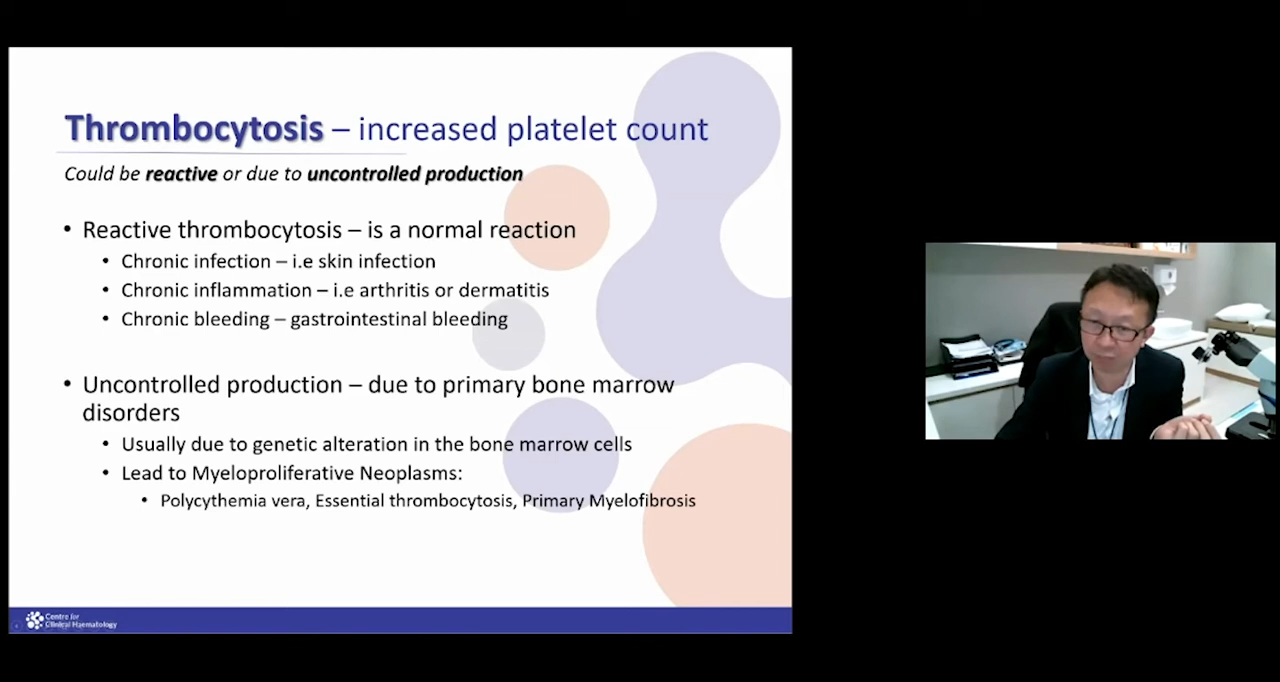 Thrombocytosis – increased platelet count
Could be reactive or due to uncontrolled production
• Reactive thrombocytosis – is a normal reaction
• Chronic infection – i.e skin infection
• Chronic inflammation – i.e arthritis or dermatitis
• Chronic bleeding – gastrointestinal bleeding
• Uncontrolled production – due to primary bone marrow
disorders
• Usually due to genetic alteration in the bone marrow cells
• Lead to Myeloproliferative Neoplasms:
• Polycythemia vera, Essential thrombocytosis, Primary Myelofibrosis
Centre for
Clinical Haematology